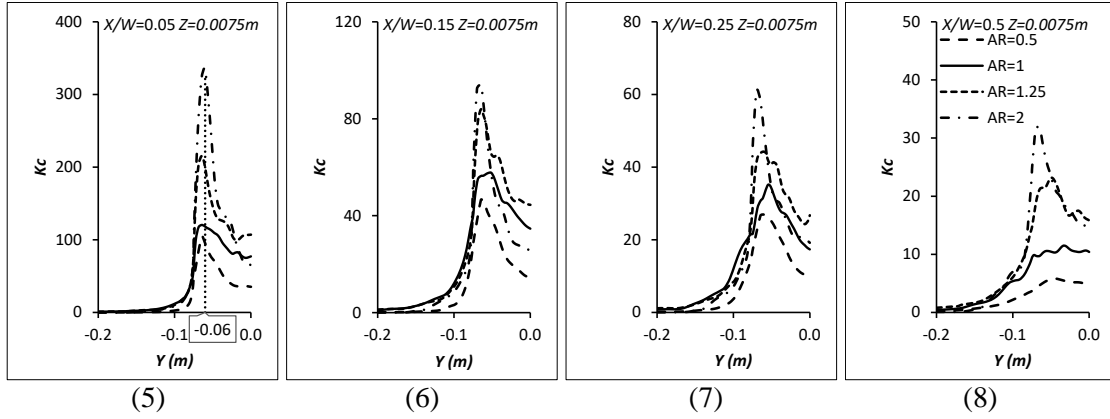 X/W=0.05 Z=0.0075m
400
300
200
100
0
Kc
-0.2
-0.1
0.0
-0.06
Y (m)
(5)
X/W=0.15 Z=0.0075m
120
80
40
0
Kc
-0.2
-0.1
0.0
Y (m)
(6)
X/W=0.25 Z=0.0075m
80
60
40
20
0
Kc
-0.2
-0.1
0.0
Y (m)
(7)
X/W=0.5 Z=0.0075m
50
40
30
20
10
0
Kc
AR=0.5
AR=1
AR=1.25
AR=2
-0.2
-0.1
0.0
Y (m)
(8)